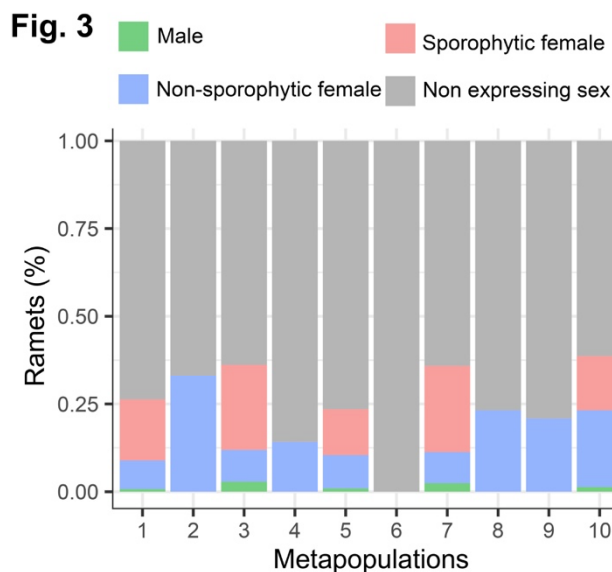 Fig. 3
Male
Sporophytic female
Non-sporophytic female
Non expressing sex
Ramets (%)
1.00
0.75
0.50
0.25
0.00
1 2 3 4 5 6 7 8 9 10
Metapopulations